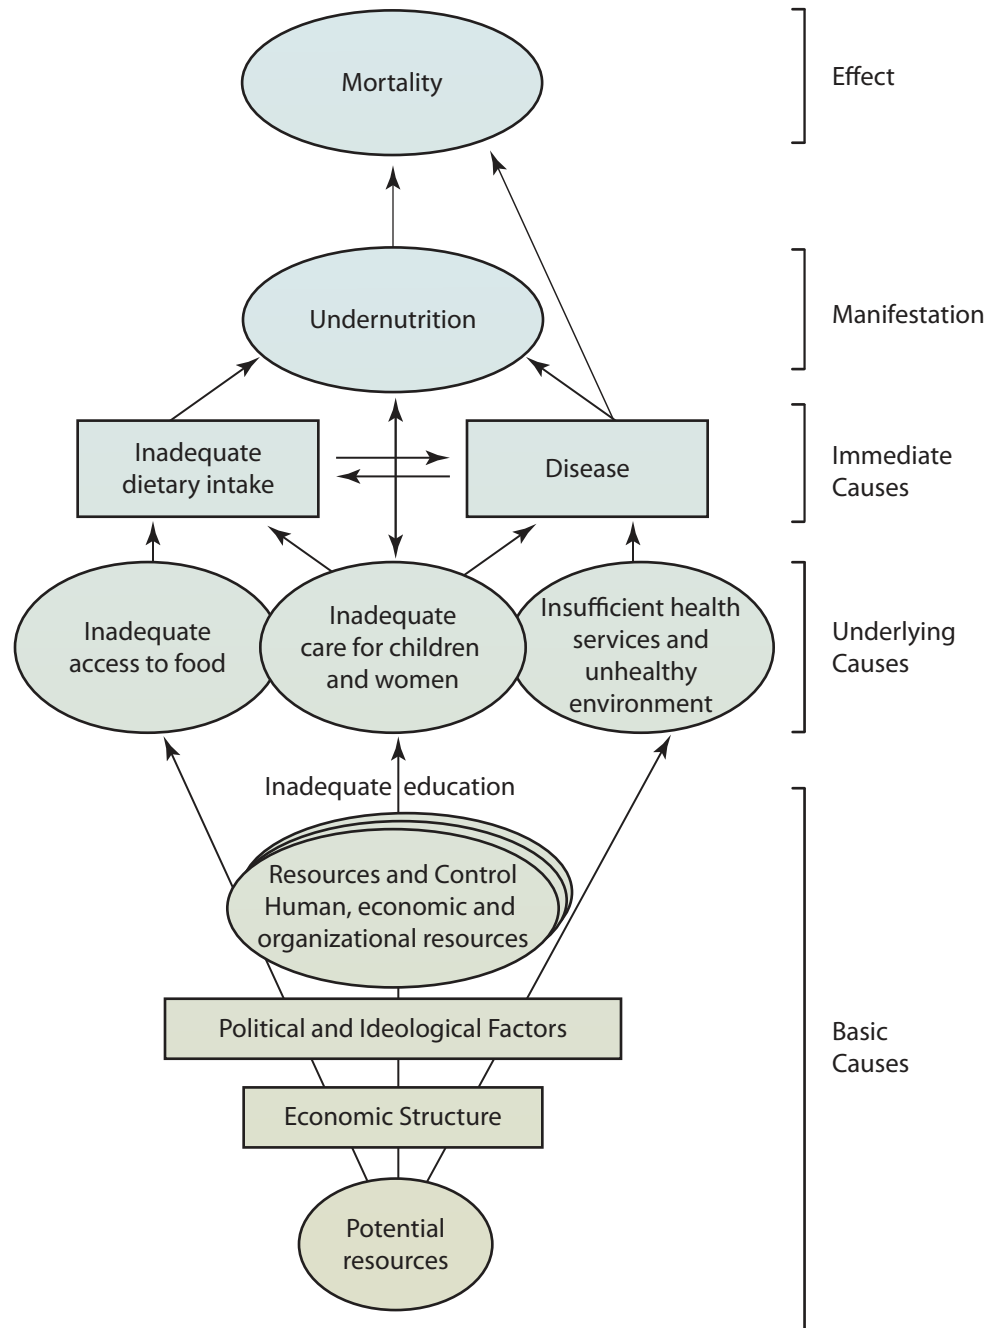 Mortality
Effect
Undernutrition
Manifestation
Inadequate
dietary intake
Disease
Immediate
Causes
Inadequate
access to food
Inadequate
care for children
and women
Insufficient health
services and
unhealthy
environment
Underlying
Causes
Inadequate education
Resources and Control
Human, economic and
organizational resources
Political and Ideological Factors
Economic Structure
Potential
resources
Basic
Causes